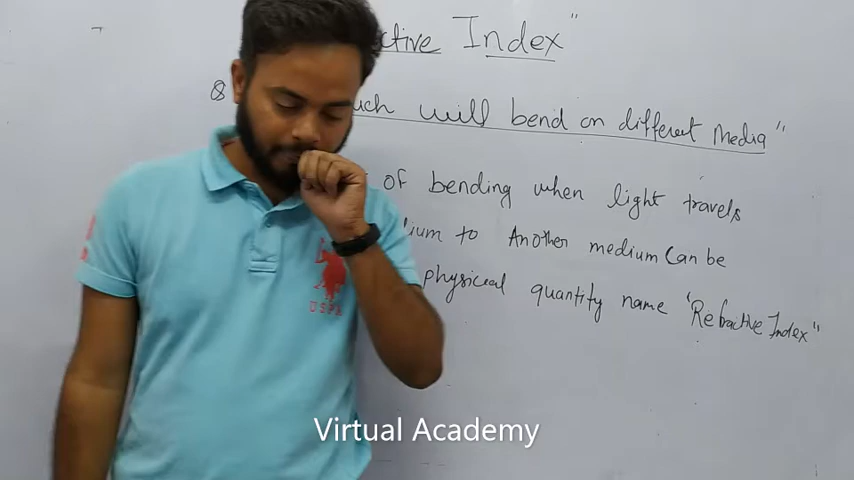 ctive Index"
Q uch will bend on different Media"
of bending when light travels
ium to Another medium Can be
physical quantity name "Refractive Index"
USPA
Virtual Academy